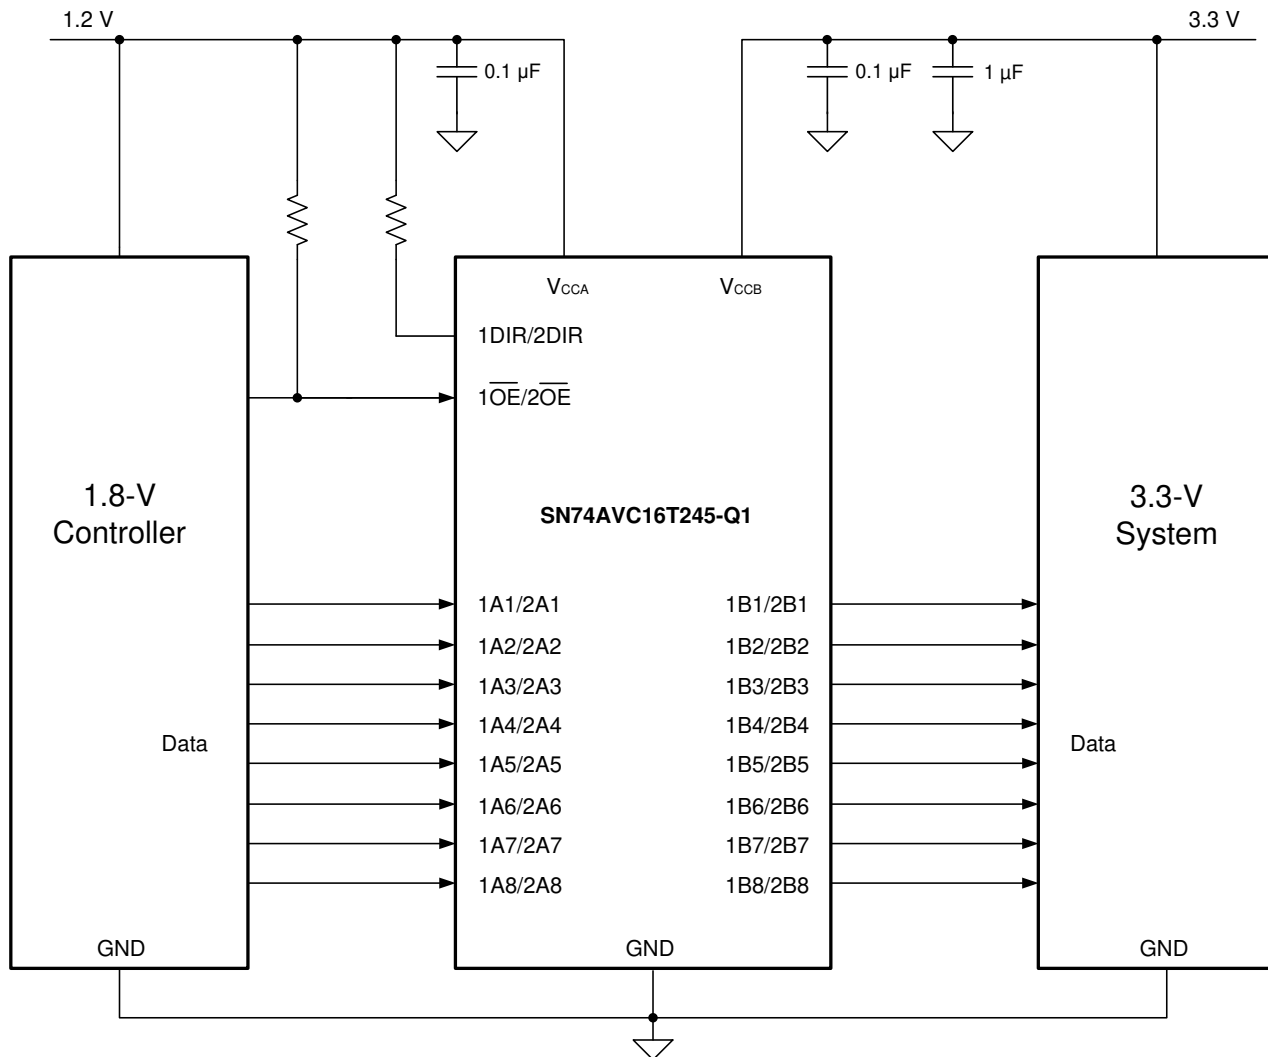 1.2 V
3.3 V
0.1 µF
0.1 µF
1 µF
VCCA
VCCB
1DIR/2DIR
1O̅E̅/2O̅E̅
1.8-V
Controller
SN74AVC16T245-Q1
3.3-V
System
1A1/2A1
1B1/2B1
1A2/2A2
1B2/2B2
1A3/2A3
1B3/2B3
1A4/2A4
1B4/2B4
Data
Data
1A5/2A5
1B5/2B5
1A6/2A6
1B6/2B6
1A7/2A7
1B7/2B7
1A8/2A8
1B8/2B8
GND
GND
GND